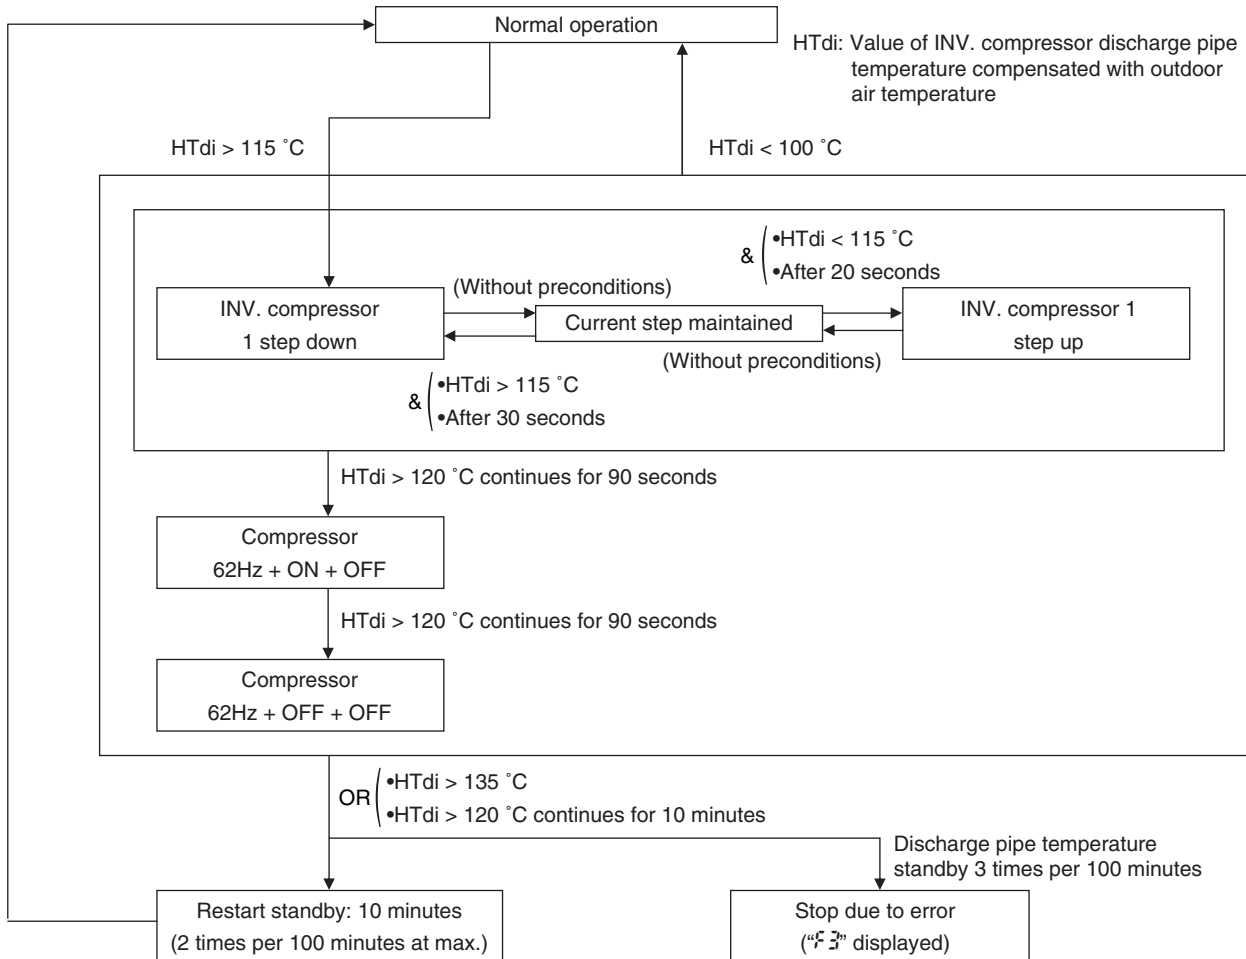 Normal operation
HTdi: Value of INV. compressor discharge pipe
temperature compensated with outdoor
air temperature
HTdi > 115 ˚C
HTdi < 100 ˚C
& •HTdi < 115 ˚C
•After 20 seconds
INV. compressor
1 step down
(Without preconditions)
Current step maintained
(Without preconditions)
INV. compressor 1
step up
& •HTdi > 115 ˚C
•After 30 seconds
HTdi > 120 ˚C continues for 90 seconds
Compressor
62Hz + ON + OFF
HTdi > 120 ˚C continues for 90 seconds
Compressor
62Hz + OFF + OFF
OR •HTdi > 135 ˚C
•HTdi > 120 ˚C continues for 10 minutes
Discharge pipe temperature
standby 3 times per 100 minutes
Restart standby: 10 minutes
(2 times per 100 minutes at max.)
Stop due to error
(“F3” displayed)